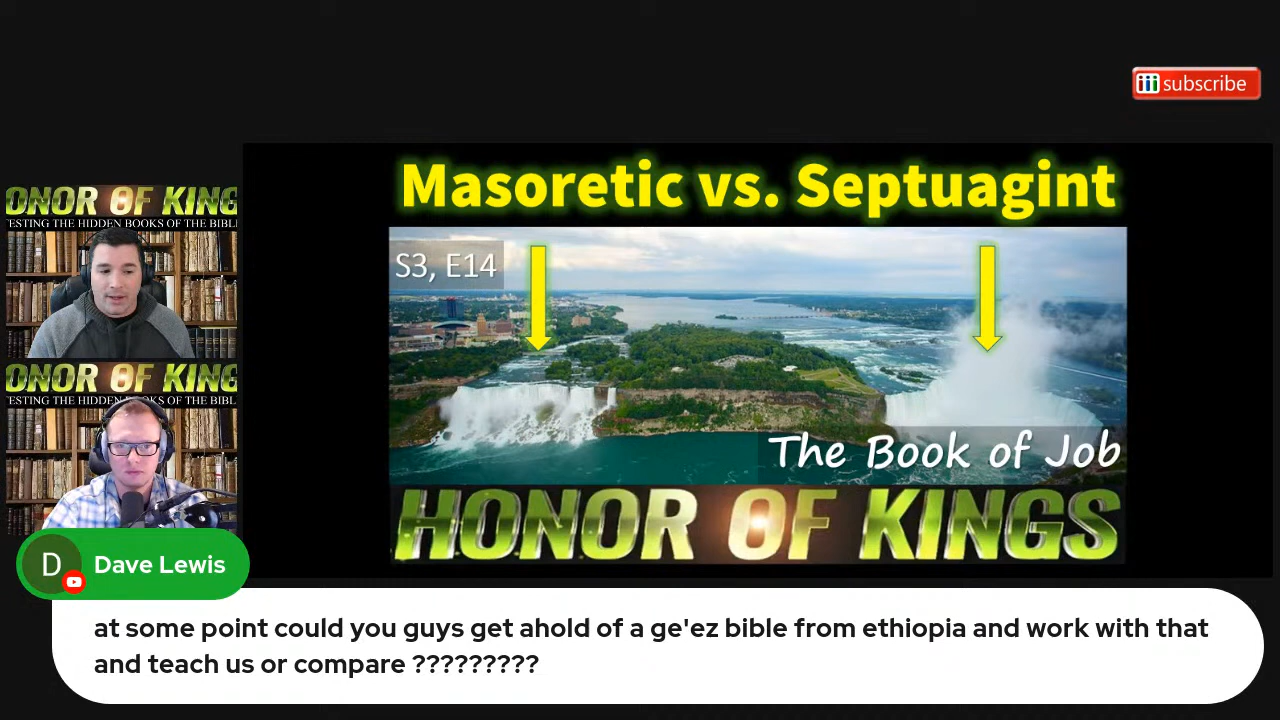 subscribe
Masoretic vs. Septuagint
S3, E14
The Book of Job
HONOR OF KINGS
ONOR OF KING
ESTING THE HIDDEN BOOKS OF THE BIBL
ONOR OF KING
ESTING THE HIDDEN BOOKS OF THE BIBL
D
Dave Lewis
at some point could you guys get ahold of a ge'ez bible from ethiopia and work with that
and teach us or compare ?????????